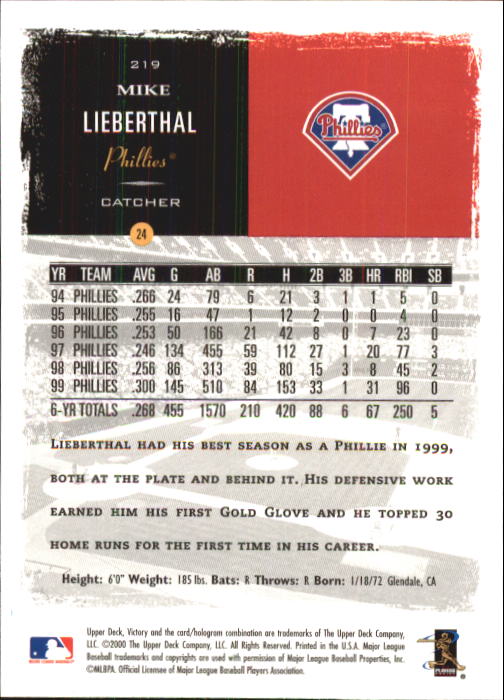 219
MIKE
LIEBERTHAL
Phillies®
CATCHER
24
Phillies
YR TEAM AVG G AB R H 2B 3B HR RBI SB
94 PHILLIES .266 24 79 6 21 3 1 1 5 0
95 PHILLIES .255 16 47 1 12 2 0 0 4 0
96 PHILLIES .253 50 166 21 42 8 0 7 23 0
97 PHILLIES .246 134 455 59 112 27 1 20 77 3
98 PHILLIES .256 86 313 39 80 15 3 8 45 2
99 PHILLIES .300 145 510 84 153 33 1 31 96 0
6-YR TOTALS .268 455 1570 210 420 88 6 67 250 5
LIEBERTHAL HAD HIS BEST SEASON AS A PHILLIE IN 1999,
BOTH AT THE PLATE AND BEHIND IT. HIS DEFENSIVE WORK
EARNED HIM HIS FIRST GOLD GLOVE AND HE TOPPED 30
HOME RUNS FOR THE FIRST TIME IN HIS CAREER.
Height: 6'0" Weight: 185 lbs. Bats: R Throws: R Born: 1/18/72 Glendale, CA
Upper Deck, Victory and the card/hologram combination are trademarks of The Upper Deck Company,
LLC. ©2000 The Upper Deck Company, LLC. All Rights Reserved. Printed in the U.S.A. Major League
Baseball trademarks and copyrights are used with permission of Major League Baseball Properties, Inc.
©MLBPA. Official Licensee of Major League Baseball Players Association.